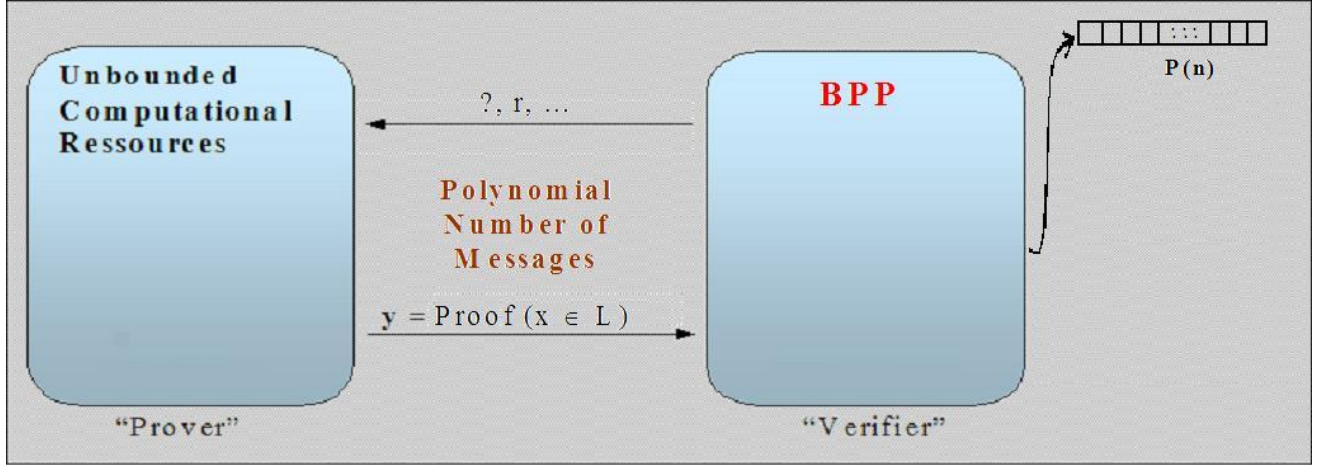 Unbounded
Computational
Ressources
?, r, ...
Polynomial
Number of
Messages
y = Proof (x ∈ L)
"Prover"
BPP
"Verifier"
: : :
P(n)